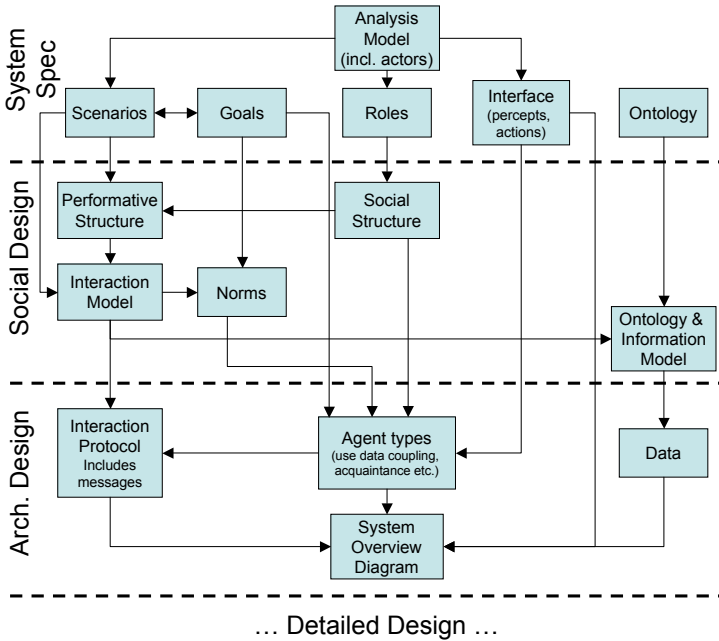 System
Spec
Analysis
Model
(incl. actors)
Scenarios
Goals
Roles
Interface
(percepts,
actions)
Ontology
Social Design
Performative
Structure
Social
Structure
Interaction
Model
Norms
Ontology &
Information
Model
Arch. Design
Interaction
Protocol
Includes
messages
Agent types
(use data coupling,
acquaintance etc.)
Data
System
Overview
Diagram
... Detailed Design ...